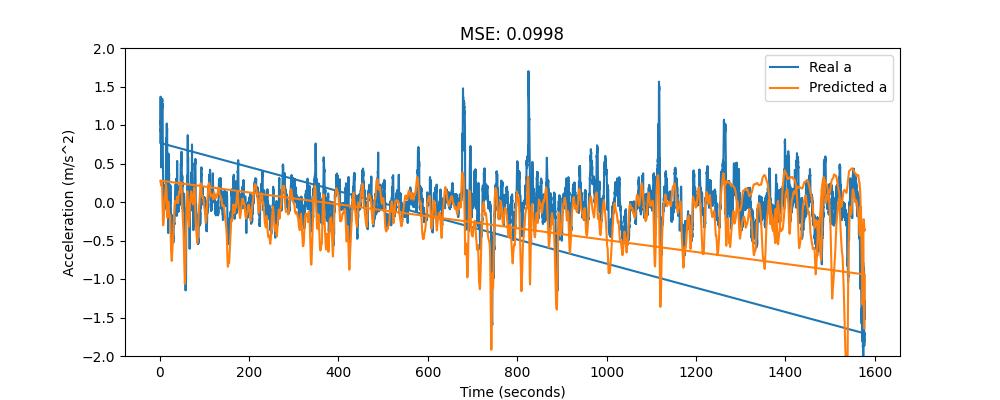 MSE: 0.0998
Real a
Predicted a
Acceleration (m/s^2)
2.0
1.5
1.0
0.5
0.0
−0.5
−1.0
−1.5
−2.0
0 200 400 600 800 1000 1200 1400 1600
Time (seconds)